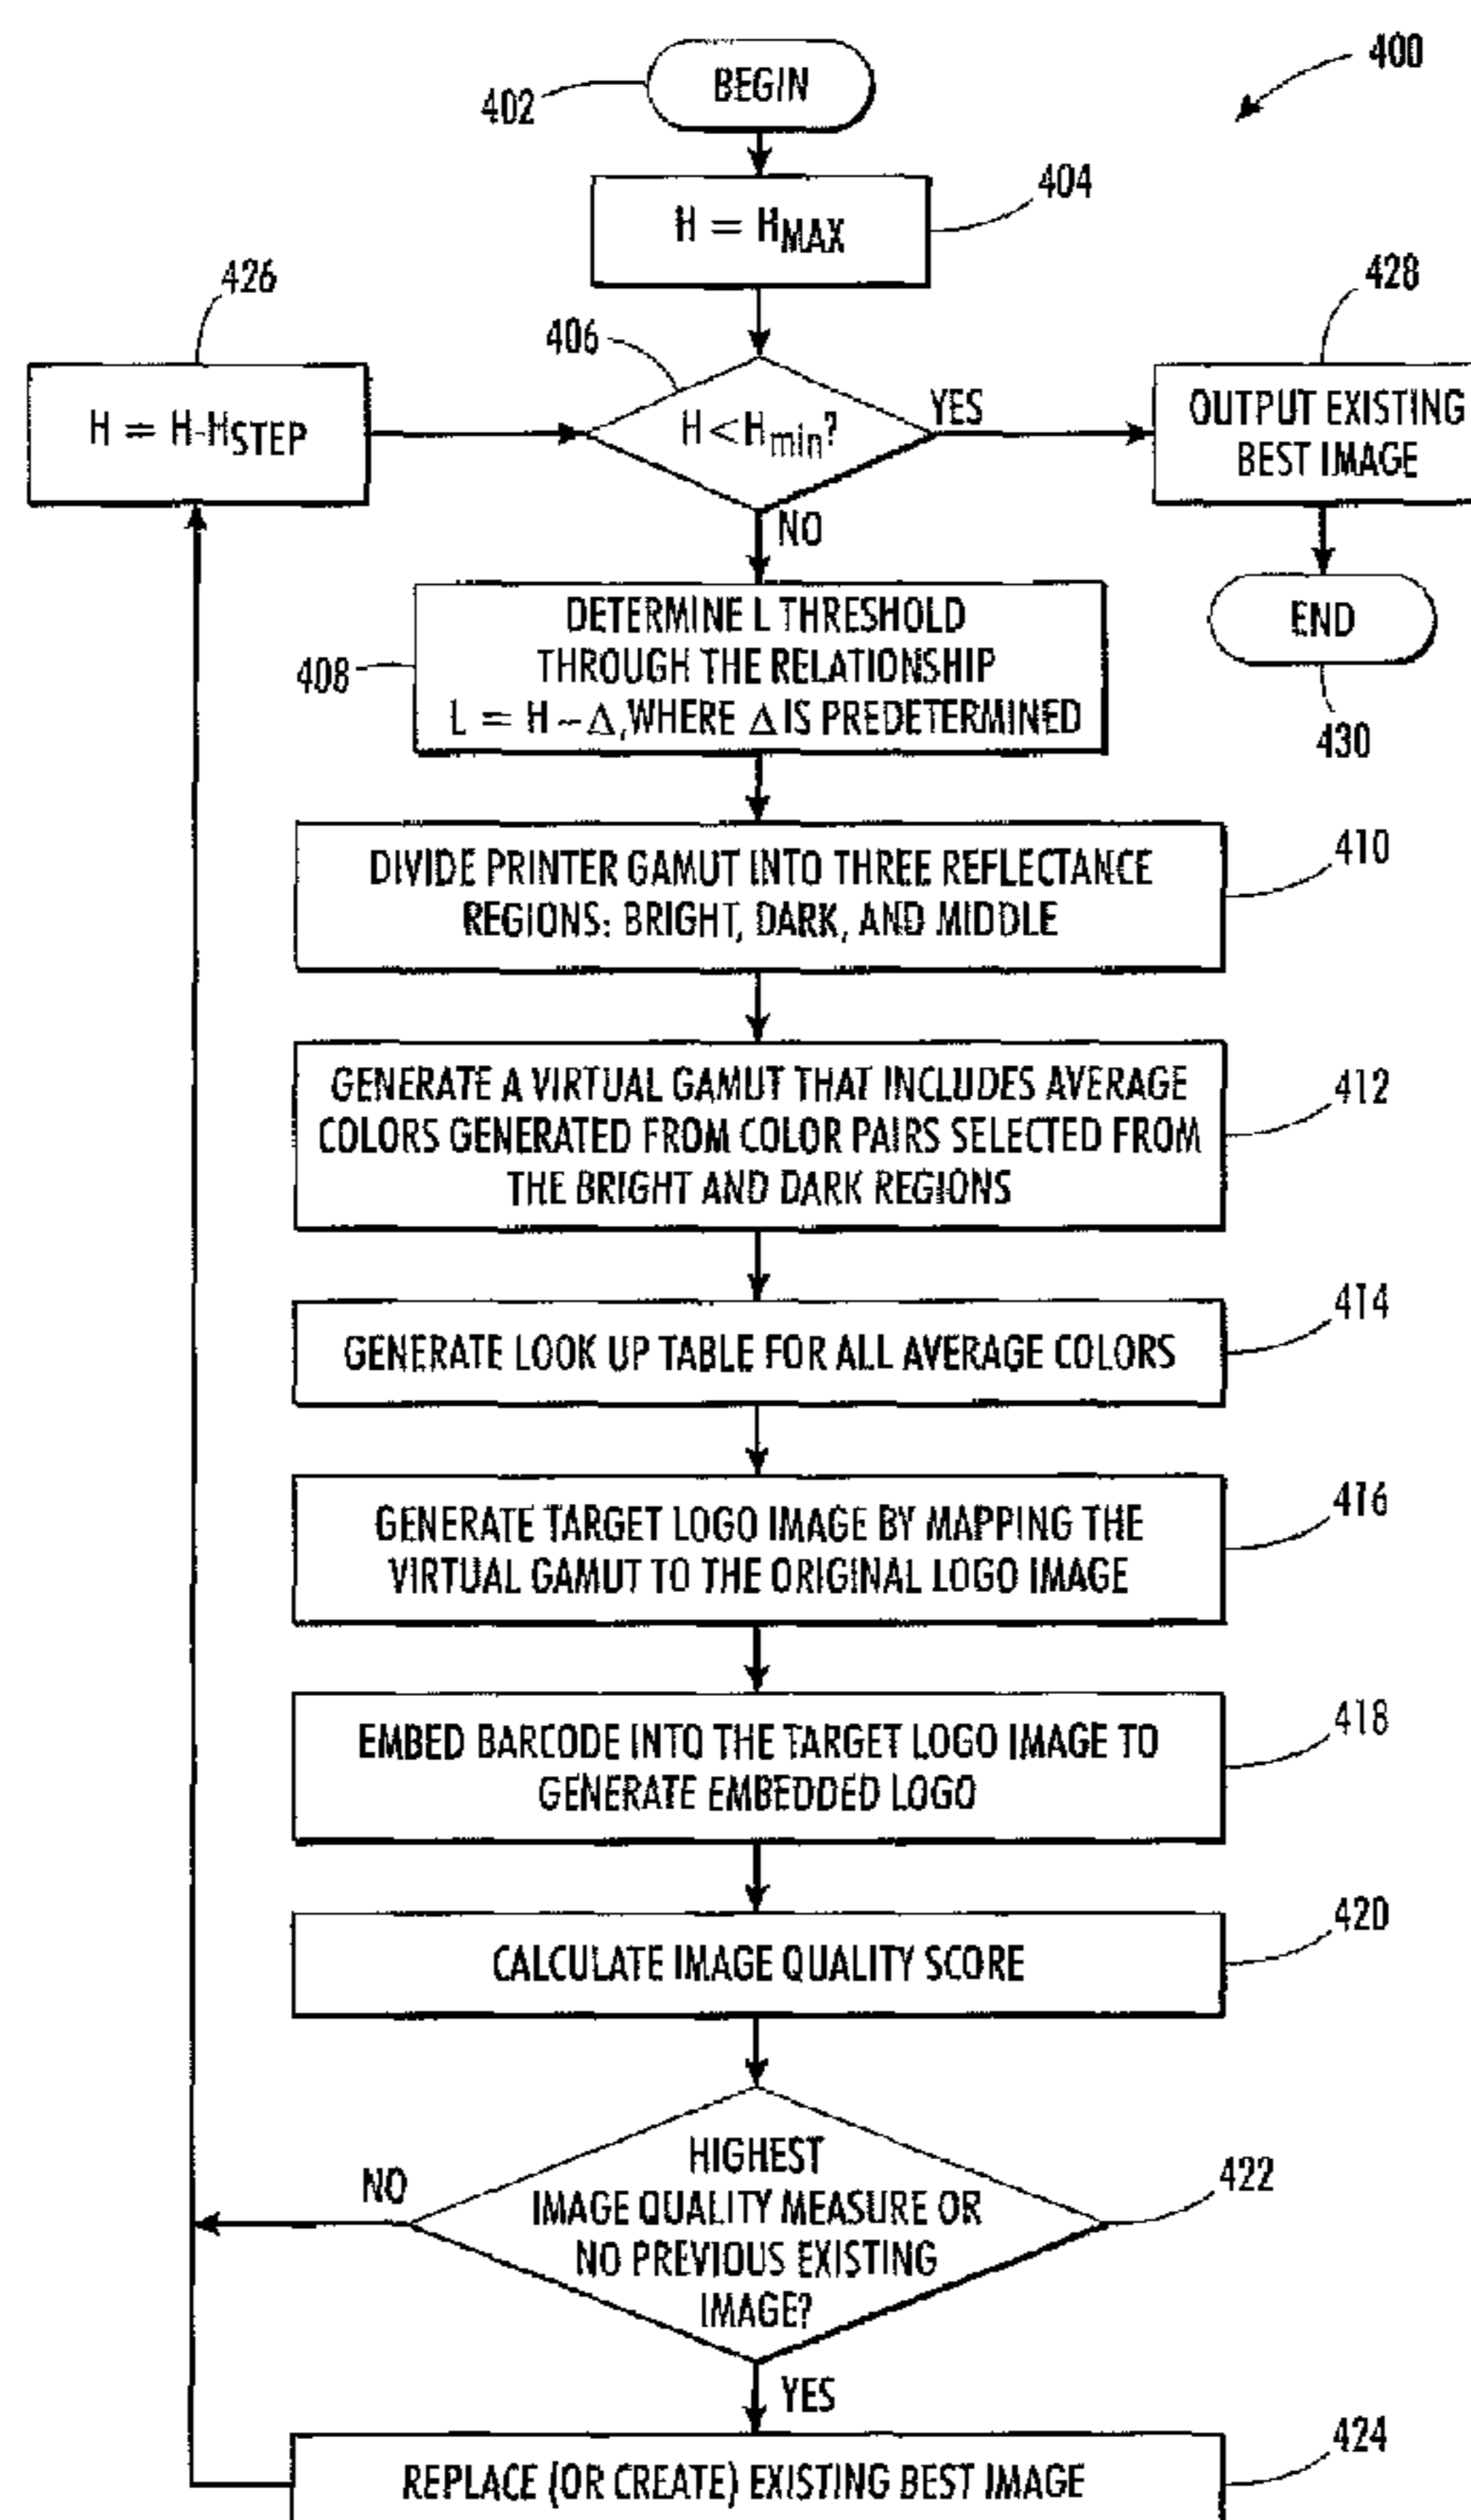 400
BEGIN
402
404
H = HMAX
426
428
406
H = H-HSTEP
H<Hmin?
YES
OUTPUT EXISTING
BEST IMAGE
NO
DETERMINE L THRESHOLD
THROUGH THE RELATIONSHIP
L = H - Δ, WHERE Δ IS PREDETERMINED
408
END
430
410
DIVIDE PRINTER GAMUT INTO THREE REFLECTANCE
REGIONS: BRIGHT, DARK, AND MIDDLE
412
GENERATE A VIRTUAL GAMUT THAT INCLUDES AVERAGE
COLORS GENERATED FROM COLOR PAIRS SELECTED FROM
THE BRIGHT AND DARK REGIONS
414
GENERATE LOOK UP TABLE FOR ALL AVERAGE COLORS
416
GENERATE TARGET LOGO IMAGE BY MAPPING THE
VIRTUAL GAMUT TO THE ORIGINAL LOGO IMAGE
418
EMBED BARCODE INTO THE TARGET LOGO IMAGE TO
GENERATE EMBEDDED LOGO
420
CALCULATE IMAGE QUALITY SCORE
422
HIGHEST
IMAGE QUALITY MEASURE OR
NO PREVIOUS EXISTING
IMAGE?
NO
YES
424
REPLACE (OR CREATE) EXISTING BEST IMAGE